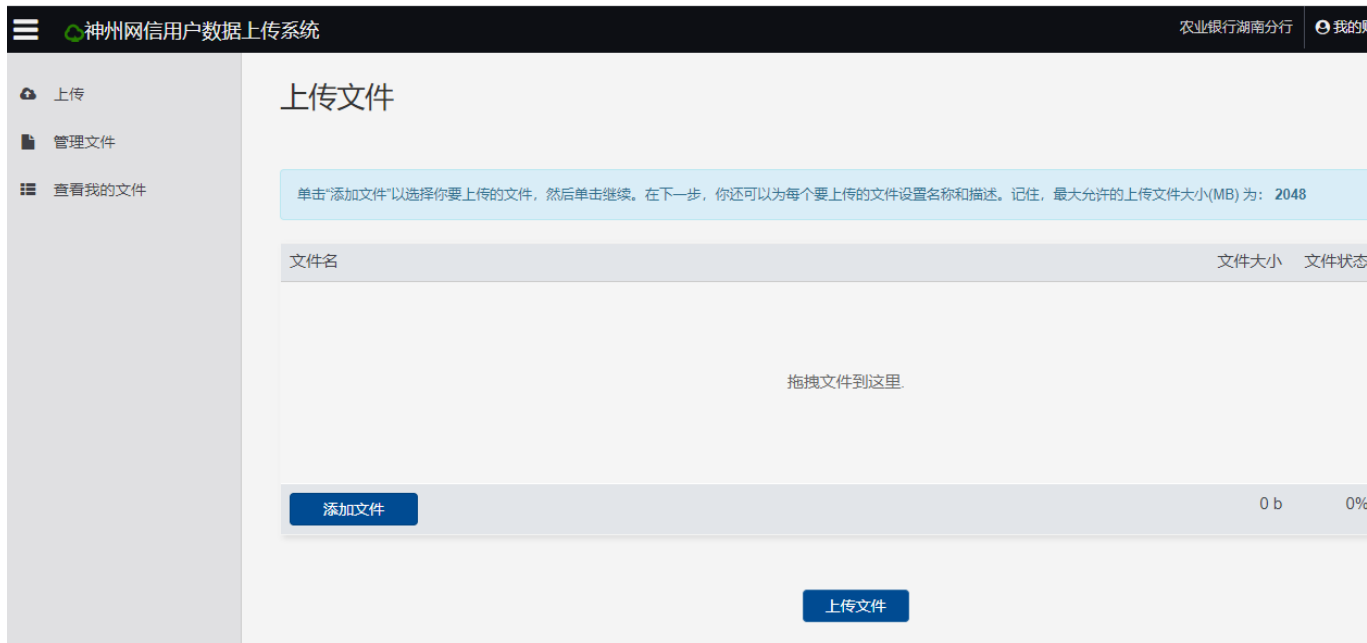 神州网信用户数据上传系统
农业银行湖南分行
我的
上传
上传文件
管理文件
查看我的文件
单击“添加文件”以选择你要上传的文件，然后单击继续。在下一步，你还可以为每个要上传的文件设置名称和描述。记住，最大允许的上传文件大小(MB) 为： 2048
文件名 文件大小 文件状态
拖拽文件到这里.
添加文件 0 b 0%
上传文件